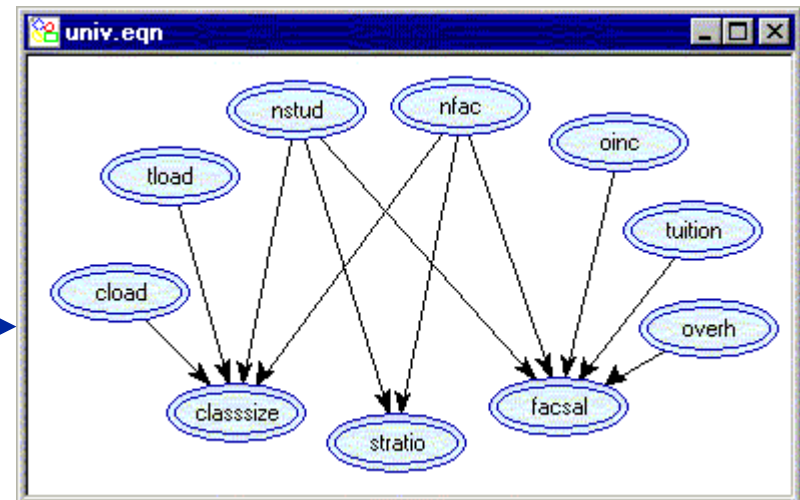 univ.eqn
nstud
nfac
oinc
tload
tuition
cload
overh
classsize
stratio
facsal